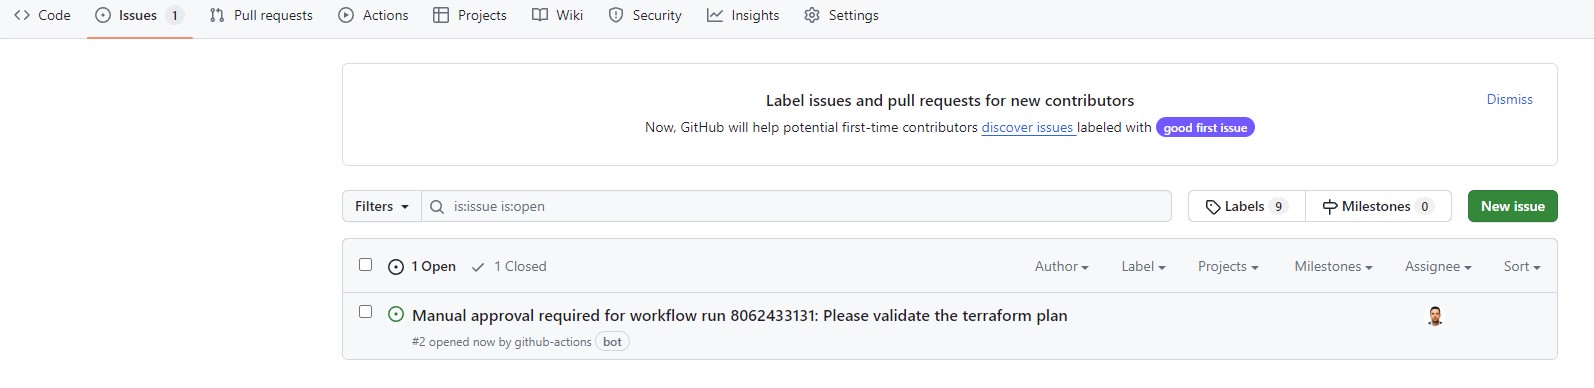 Code Issues 1 Pull requests Actions Projects Wiki Security Insights Settings
Label issues and pull requests for new contributors
Dismiss
Now, GitHub will help potential first-time contributors discover issues labeled with good first issue
Filters is:issue is:open Labels 9 Milestones 0 New issue
1 Open 1 Closed Author Label Projects Milestones Assignee Sort
Manual approval required for workflow run 8062433131: Please validate the terraform plan
#2 opened now by github-actions bot